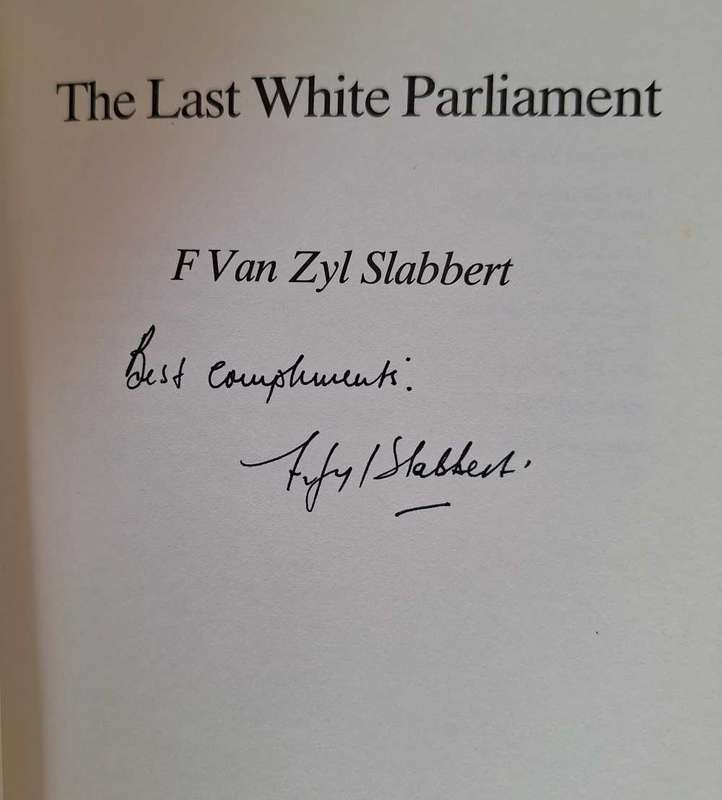 The Last White Parliament
F Van Zyl Slabbert
Best compliments.
Slabbert.